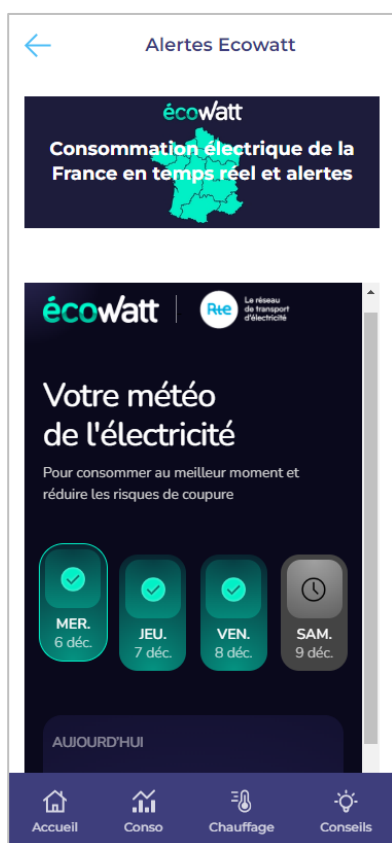 Alertes Ecowatt
écowatt
Consommation électrique de la
France en temps réel et alertes
écowatt
Rte
Le réseau
de transport
d'électricité
Votre météo
de l'électricité
Pour consommer au meilleur moment et
réduire les risques de coupure
MER.
6 déc.
JEU.
7 déc.
VEN.
8 déc.
SAM.
9 déc.
AUJOURD'HUI
Accueil
Conso
Chauffage
Conseils